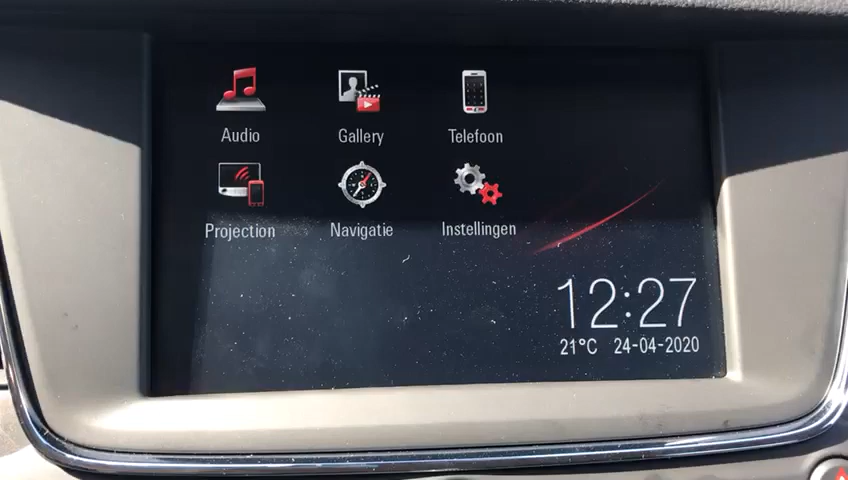 Audio
Gallery
Telefoon
Projection
Navigatie
Instellingen
12:27
21°C 24-04-2020